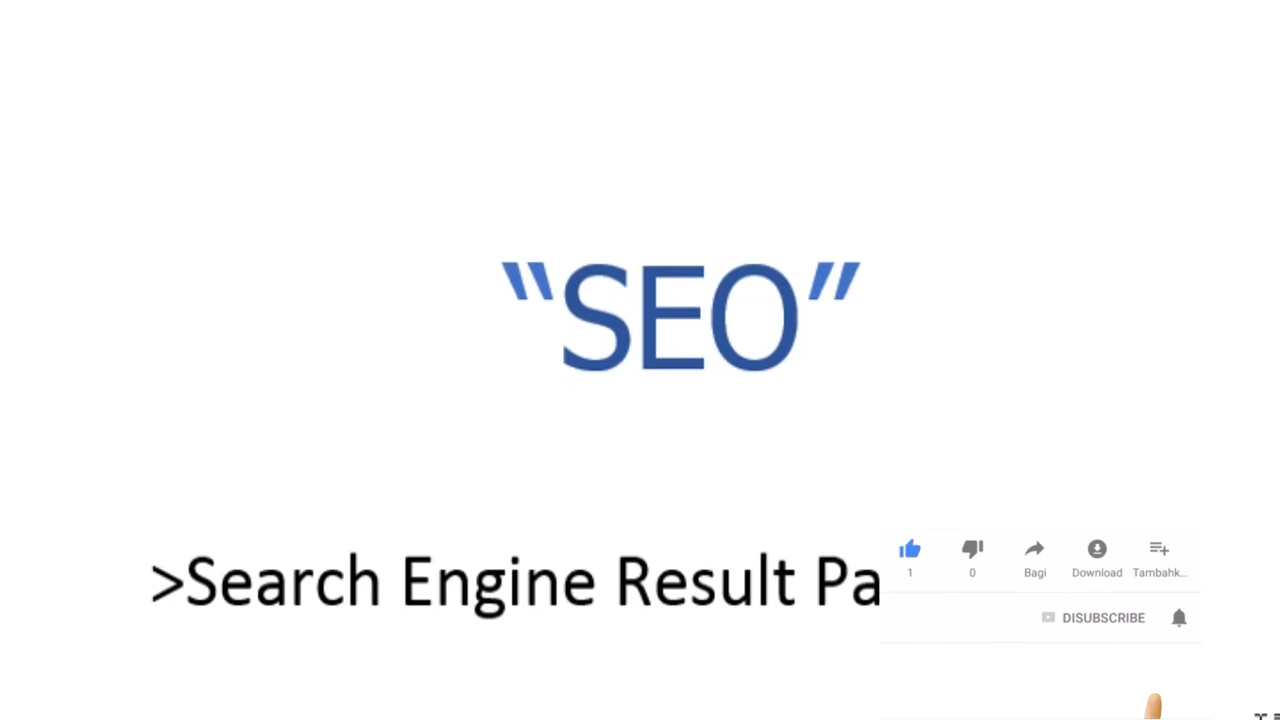 “SEO”
>Search Engine Result Pa
1
0
Bagi
Download
Tambahk...
DISUBSCRIBE